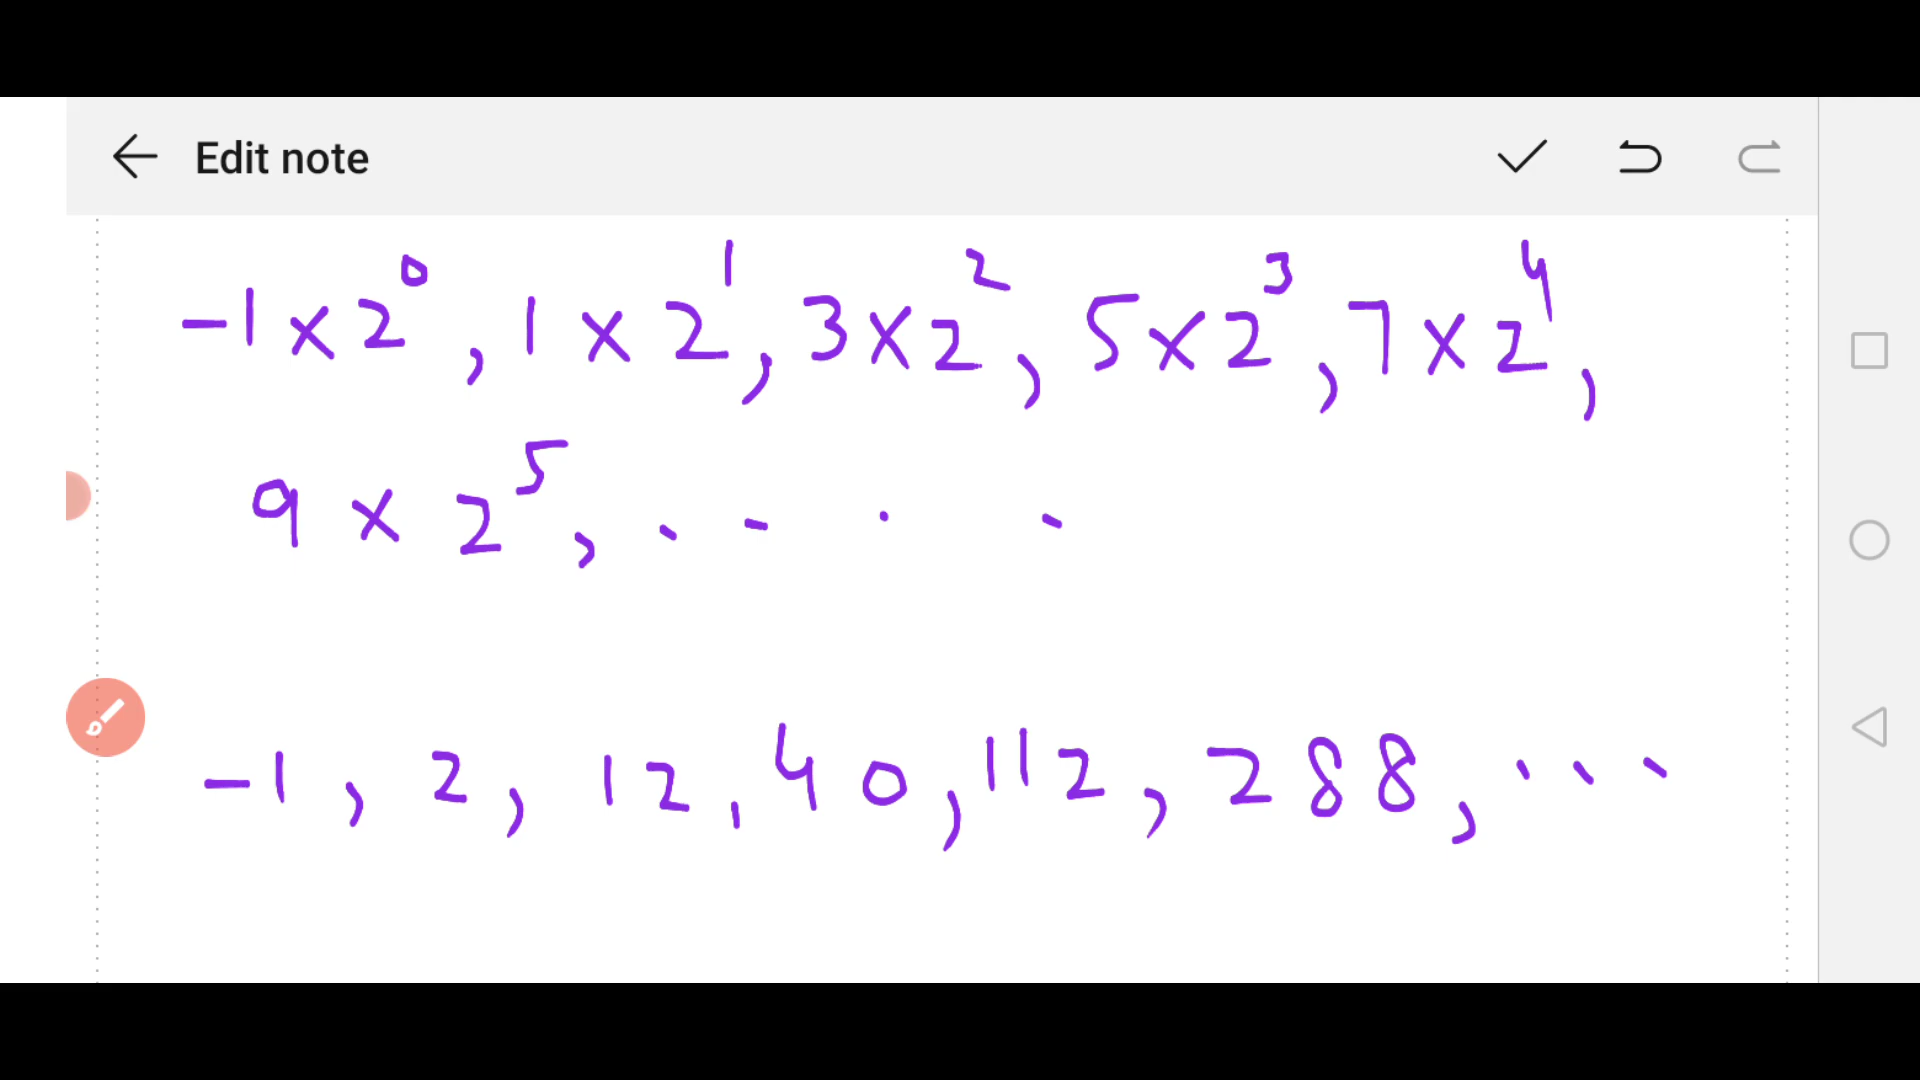 Edit note
-1 × 2⁰, 1 × 2¹, 3 × 2², 5 × 2³, 7 × 2⁴,
9 × 2⁵, . . . .
-1, 2, 12, 40, 112, 288, ...